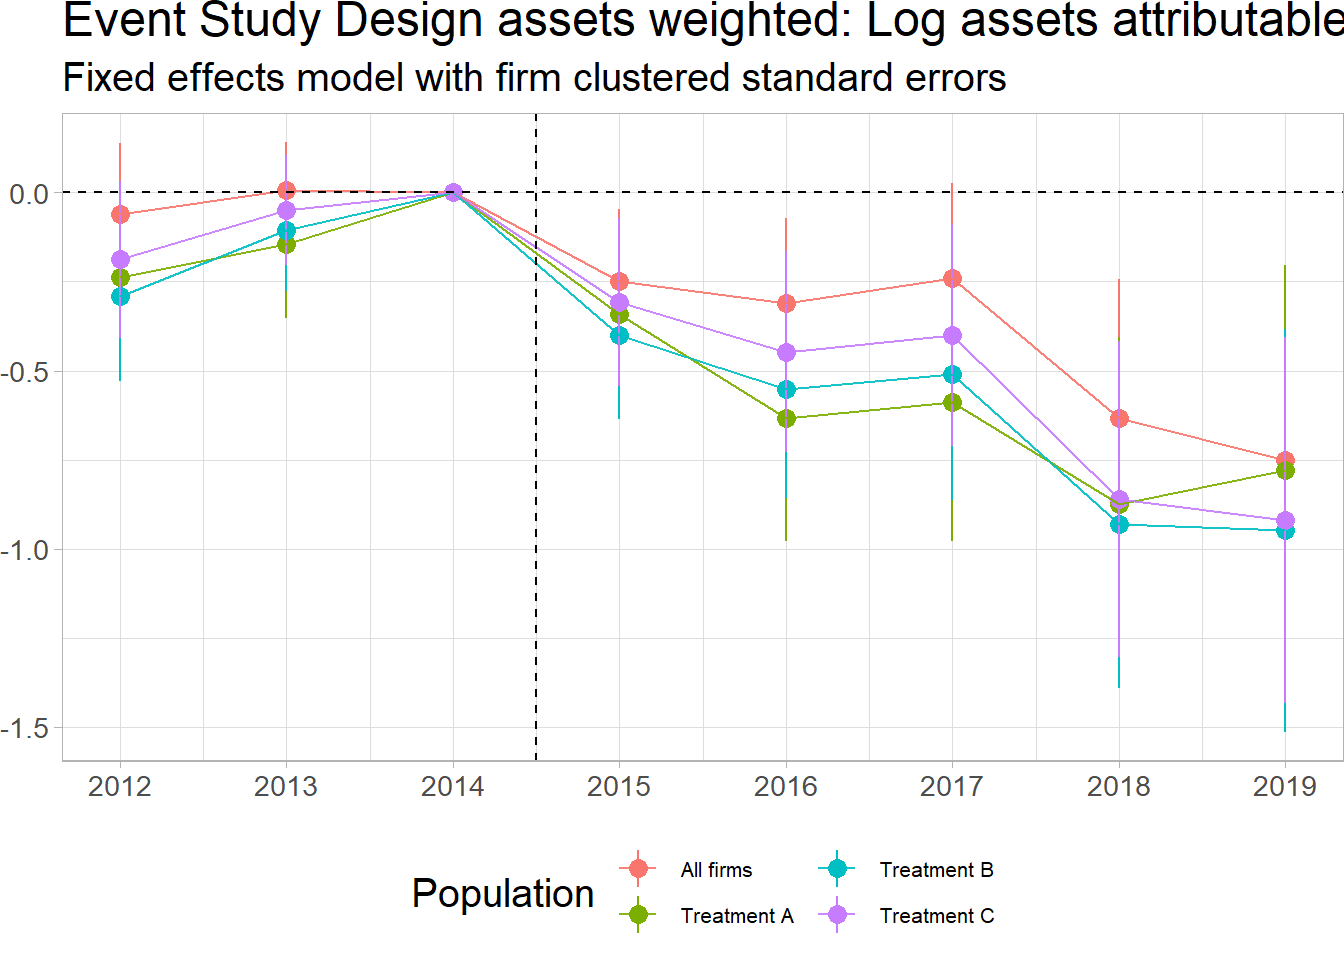 Event Study Design assets weighted: Log assets attributable
Fixed effects model with firm clustered standard errors
0.0
-0.5
-1.0
-1.5
2012 2013 2014 2015 2016 2017 2018 2019
Population
All firms
Treatment B
Treatment A
Treatment C